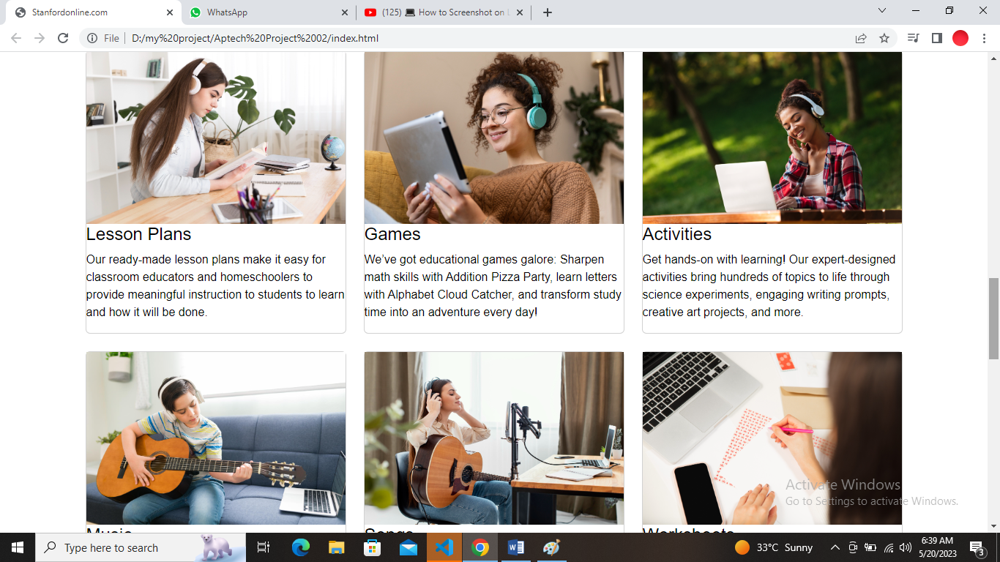 Stanfordonline.com
WhatsApp
(125) 💻 How to Screenshot on L
File
D:/my%20project/Aptech%20Project%2002/index.html
Lesson Plans
Our ready-made lesson plans make it easy for
classroom educators and homeschoolers to
provide meaningful instruction to students to learn
and how it will be done.
Games
We’ve got educational games galore: Sharpen
math skills with Addition Pizza Party, learn letters
with Alphabet Cloud Catcher, and transform study
time into an adventure every day!
Activities
Get hands-on with learning! Our expert-designed
activities bring hundreds of topics to life through
science experiments, engaging writing prompts,
creative art projects, and more.
Music
Songs
Worksheets
Activate Windows
Go to Settings to activate Windows.
Type here to search
33°C Sunny
6:39 AM
5/20/2023
3